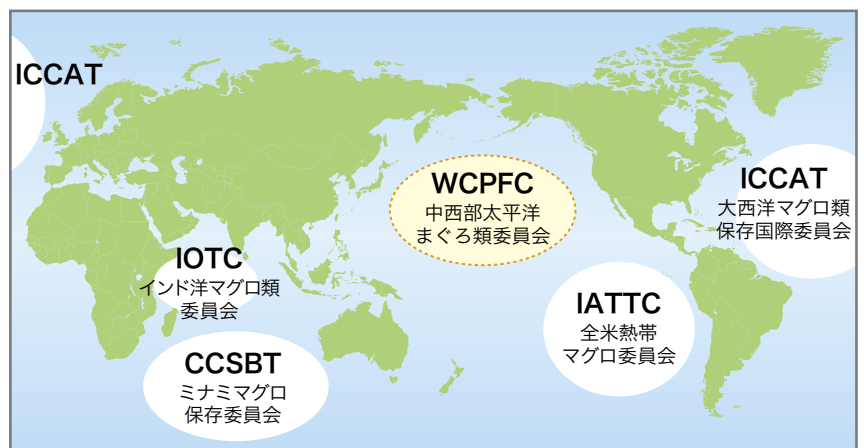 ICCAT
WCPFC
中西部太平洋
まぐろ類委員会
ICCAT
大西洋マグロ類
保存国際委員会
IOTC
インド洋マグロ類
委員会
IATTC
全米熱帯
マグロ委員会
CCSBT
ミナミマグロ
保存委員会